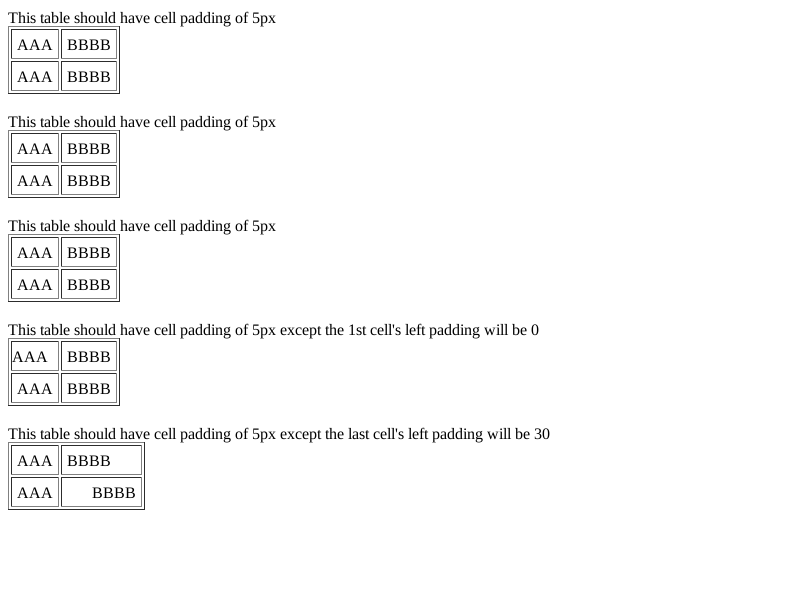 This table should have cell padding of 5px
AAA BBBB
AAA BBBB
This table should have cell padding of 5px
AAA BBBB
AAA BBBB
This table should have cell padding of 5px
AAA BBBB
AAA BBBB
This table should have cell padding of 5px except the 1st cell's left padding will be 0
AAA BBBB
AAA BBBB
This table should have cell padding of 5px except the last cell's left padding will be 30
AAA BBBB
AAA BBBB